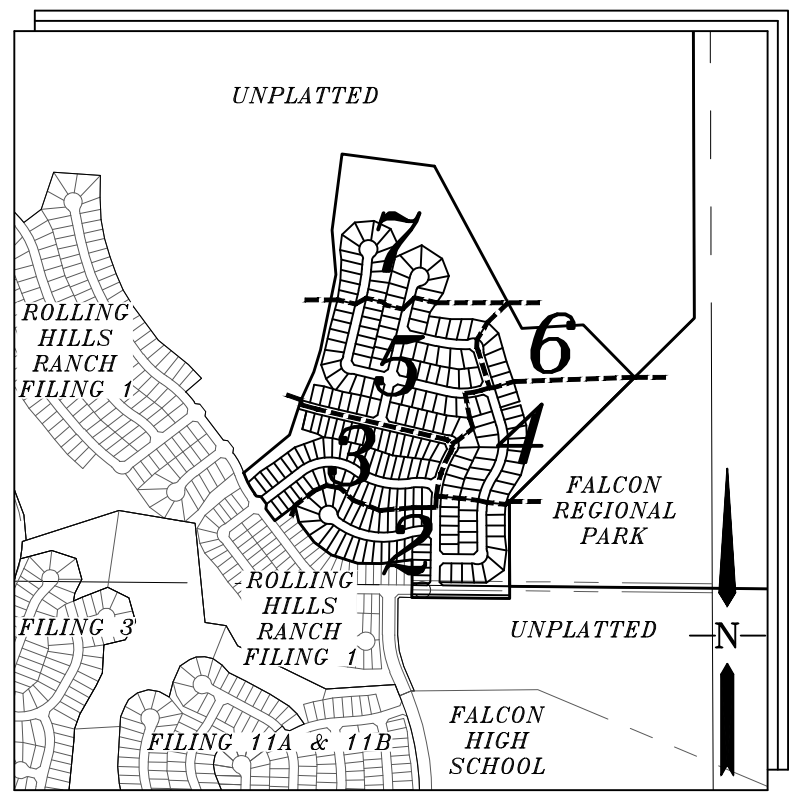 UNPLATTED
7
ROLLING
HILLS
RANCH
FILING 1
6
5
4
3
FALCON
REGIONAL
PARK
2
ROLLING
HILLS
RANCH
FILING 1
FILING 3
UNPLATTED
N
FALCON
HIGH
SCHOOL
FILING 11A & 11B